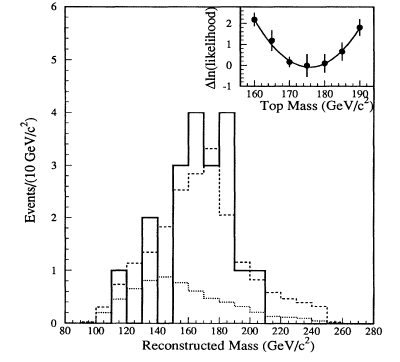 6
5
4
3
2
1
0
Events/(10 GeV/c²)
80 100 120 140 160 180 200 220 240 260 280
Reconstructed Mass (GeV/c²)
2
1
0
-1
Δln(likelihood)
160 170 180 190
Top Mass (GeV/c²)